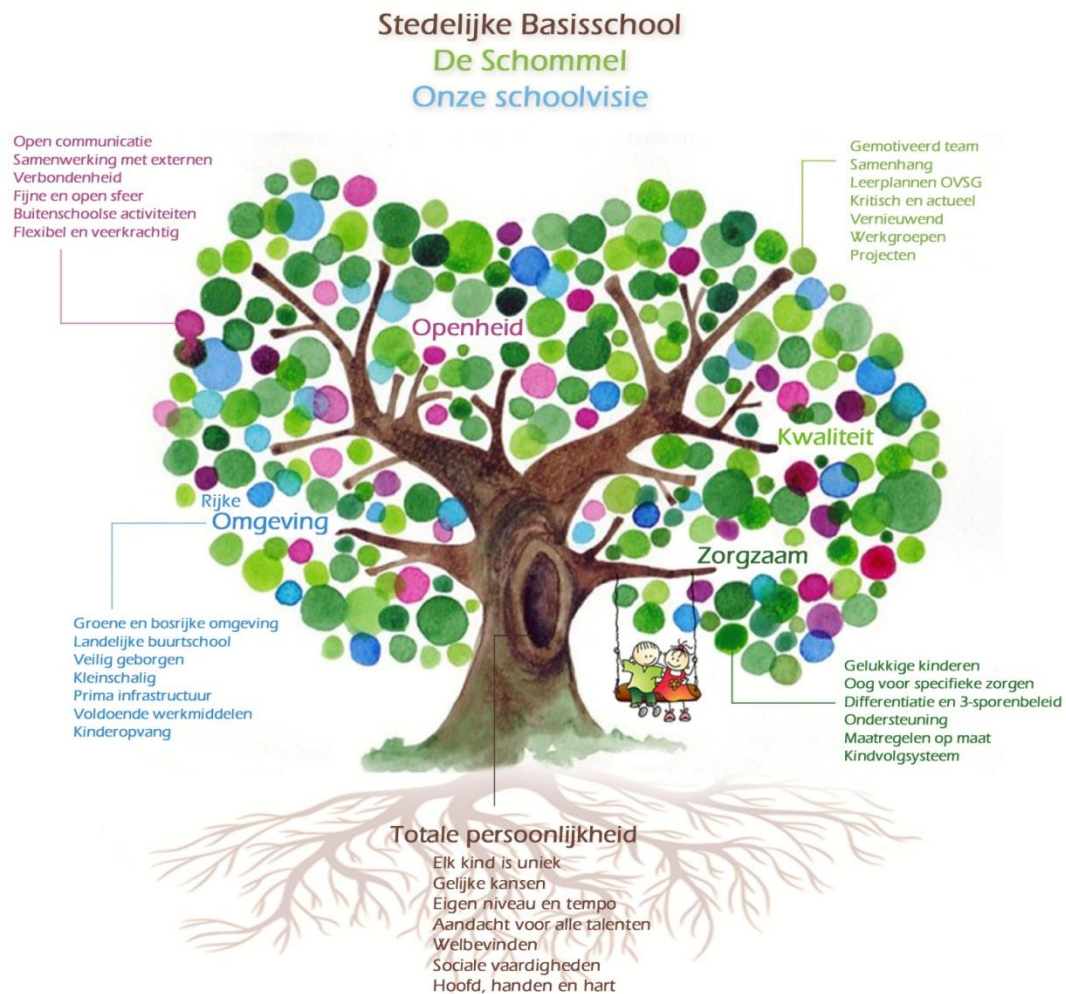 Stedelijke Basisschool
De Schommel
Onze schoolvisie
Open communicatie
Samenwerking met externen
Verbondenheid
Fijne en open sfeer
Buitenschoolse activiteiten
Flexibel en veerkrachtig
Gemotiveerd team
Samenhang
Leerplannen OVSG
Kritisch en actueel
Vernieuwend
Werkgroepen
Projecten
Openheid
Kwaliteit
Rijke
Omgeving
Zorgzaam
Groene en bosrijke omgeving
Landelijke buurtschool
Veilig geborgen
Kleinschalig
Prima infrastructuur
Voldoende werkmiddelen
Kinderopvang
Gelukkige kinderen
Oog voor specifieke zorgen
Differentiatie en 3-sporenbeleid
Ondersteuning
Maatregelen op maat
Kindvolgsysteem
Totale persoonlijkheid
Elk kind is uniek
Gelijke kansen
Eigen niveau en tempo
Aandacht voor alle talenten
Welbevinden
Sociale vaardigheden
Hoofd, handen en hart